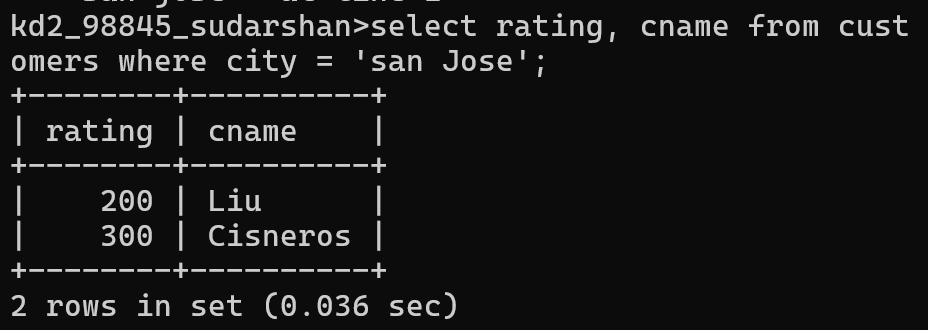 kd2_98845_sudarshan>select rating, cname from cust
omers where city = 'san Jose';
+--------+----------+
| rating | cname    |
+--------+----------+
|    200 | Liu      |
|    300 | Cisneros |
+--------+----------+
2 rows in set (0.036 sec)